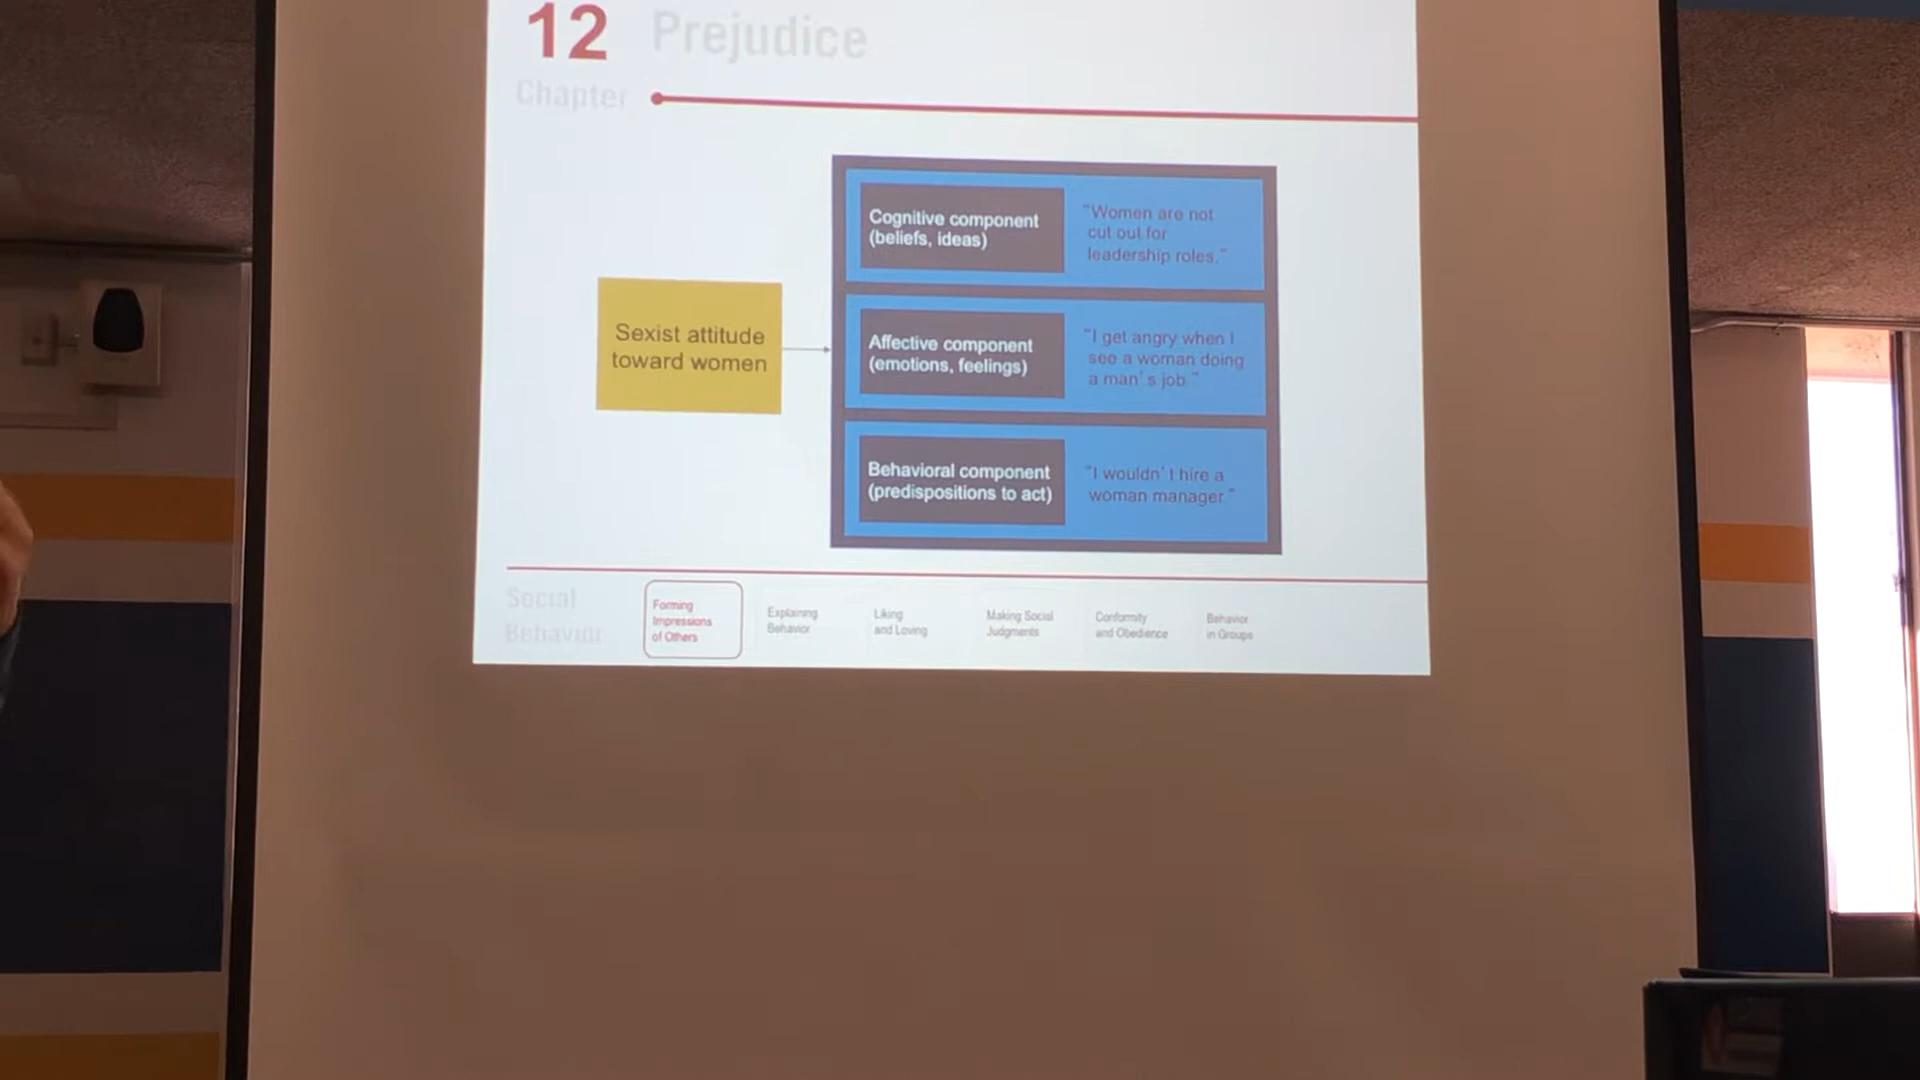 12 Prejudice
Chapter
Sexist attitude
toward women
Cognitive component
(beliefs, ideas)
"Women are not
cut out for
leadership roles."
Affective component
(emotions, feelings)
"I get angry when I
see a woman doing
a man's job."
Behavioral component
(predispositions to act)
"I wouldn't hire a
woman manager."
Social
Behavior
Forming
Impressions
of Others
Explaining
Behavior
Liking
and Loving
Making Social
Judgments
Conformity
and Obedience
Behavior
in Groups